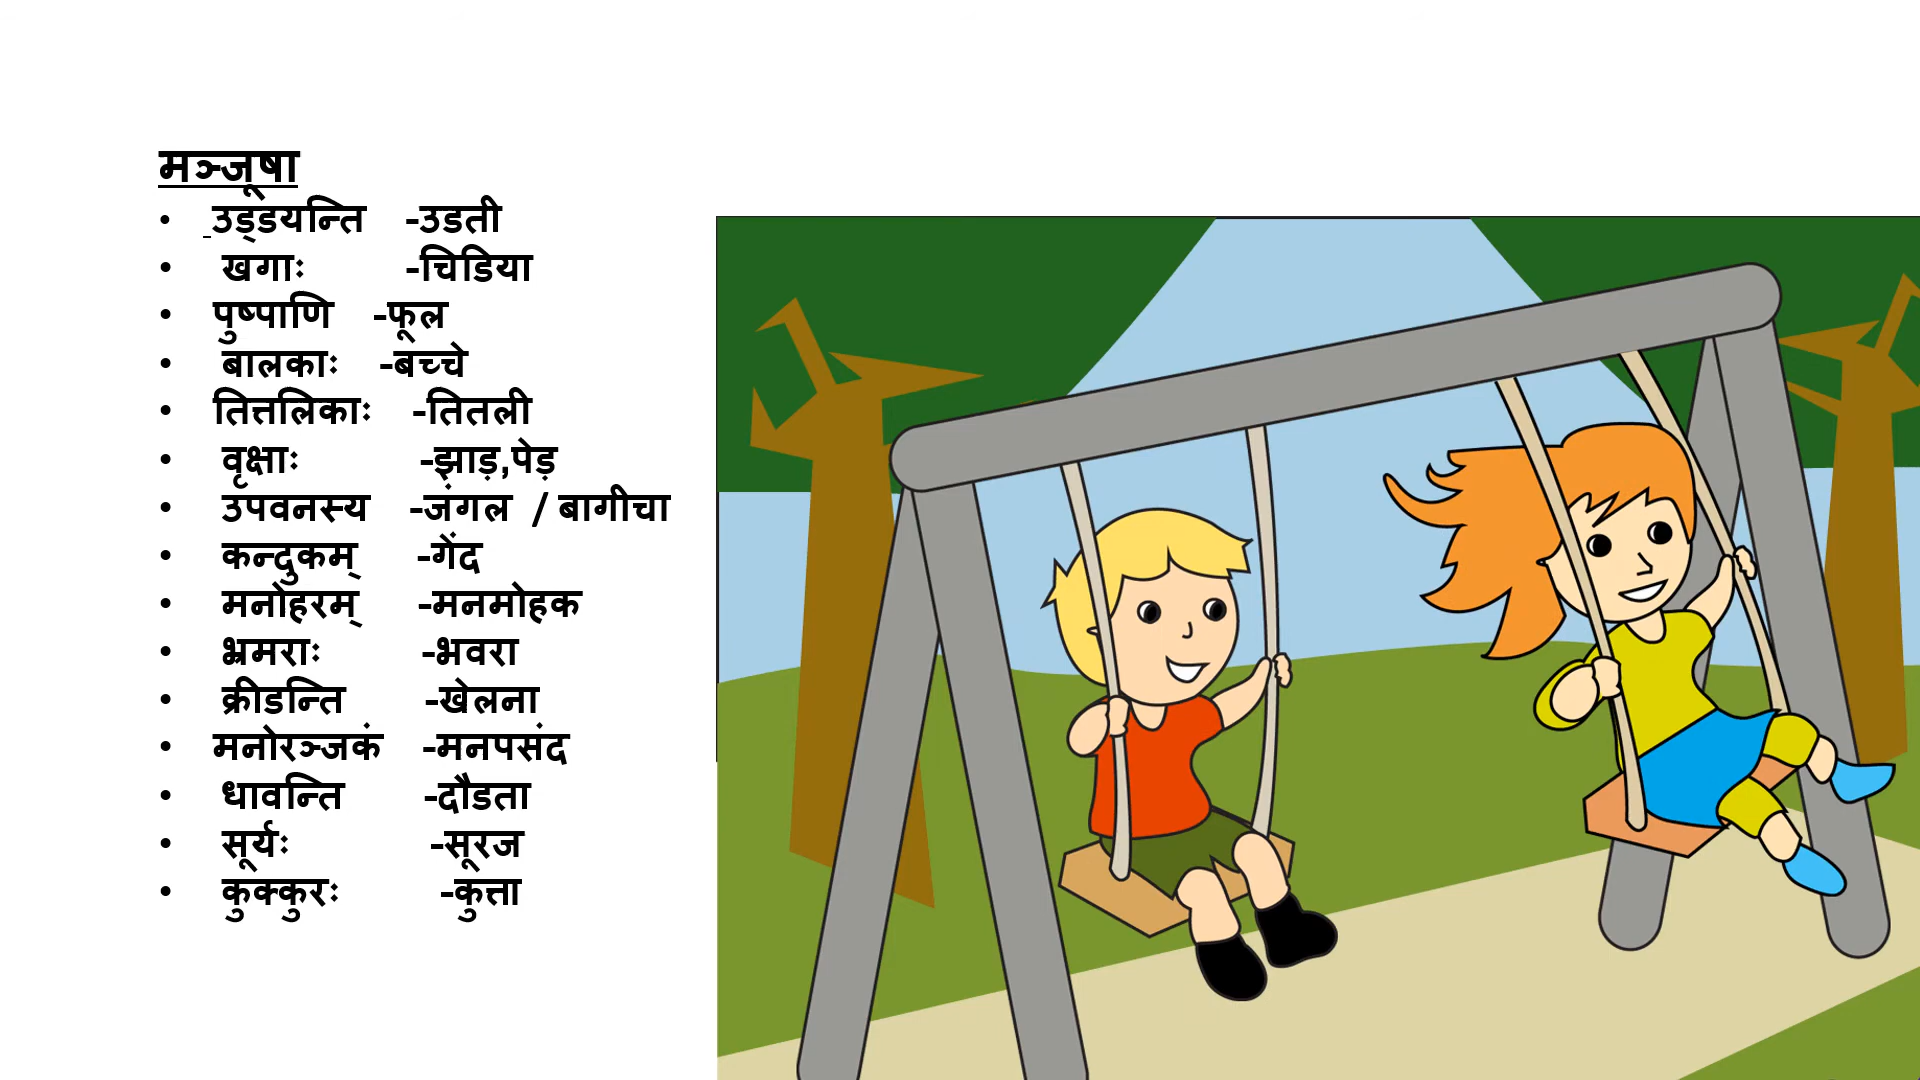 मञ्जूषा
• उड्डयन्ति -उडती
• खगाः -चिडिया
• पुष्पाणि -फूल
• बालकाः -बच्चे
• तित्तलिकाः -तितली
• वृक्षाः -झाड़,पेड़
• उपवनस्य -जंगल / बागीचा
• कन्दुकम् -गेंद
• मनोहरम् -मनमोहक
• भ्रमराः -भवरा
• क्रीडन्ति -खेलना
• मनोरञ्जकं -मनपसंद
• धावन्ति -दौडता
• सूर्यः -सूरज
• कुक्कुरः -कुत्ता